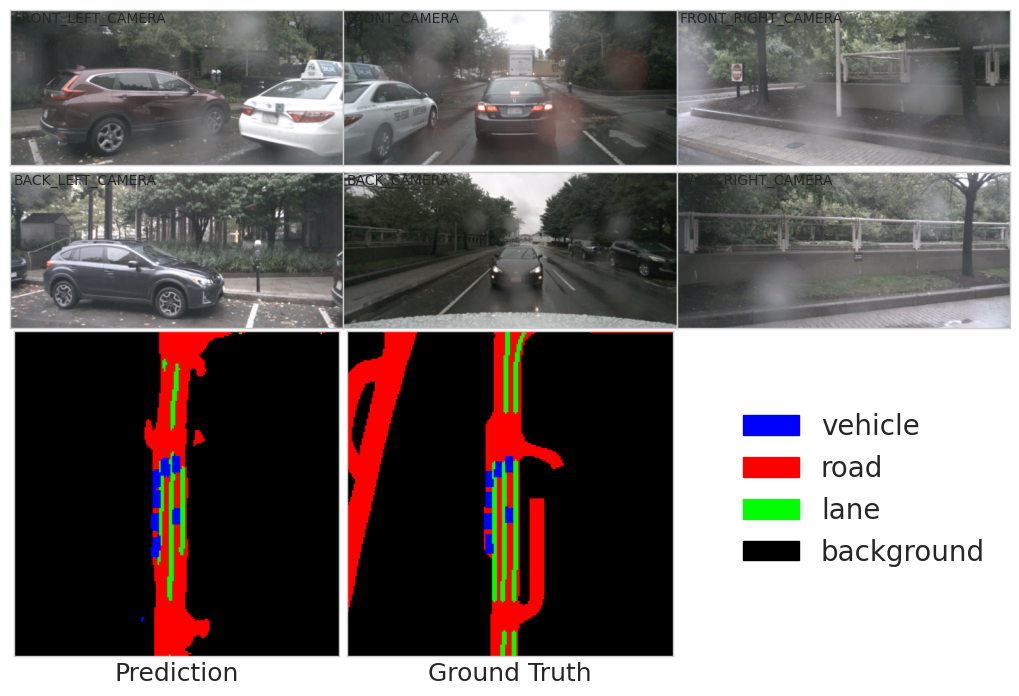 FRONT_LEFT_CAMERA
FRONT_CAMERA
FRONT_RIGHT_CAMERA
BACK_LEFT_CAMERA
BACK_CAMERA
RIGHT_CAMERA
vehicle
road
lane
background
Prediction
Ground Truth